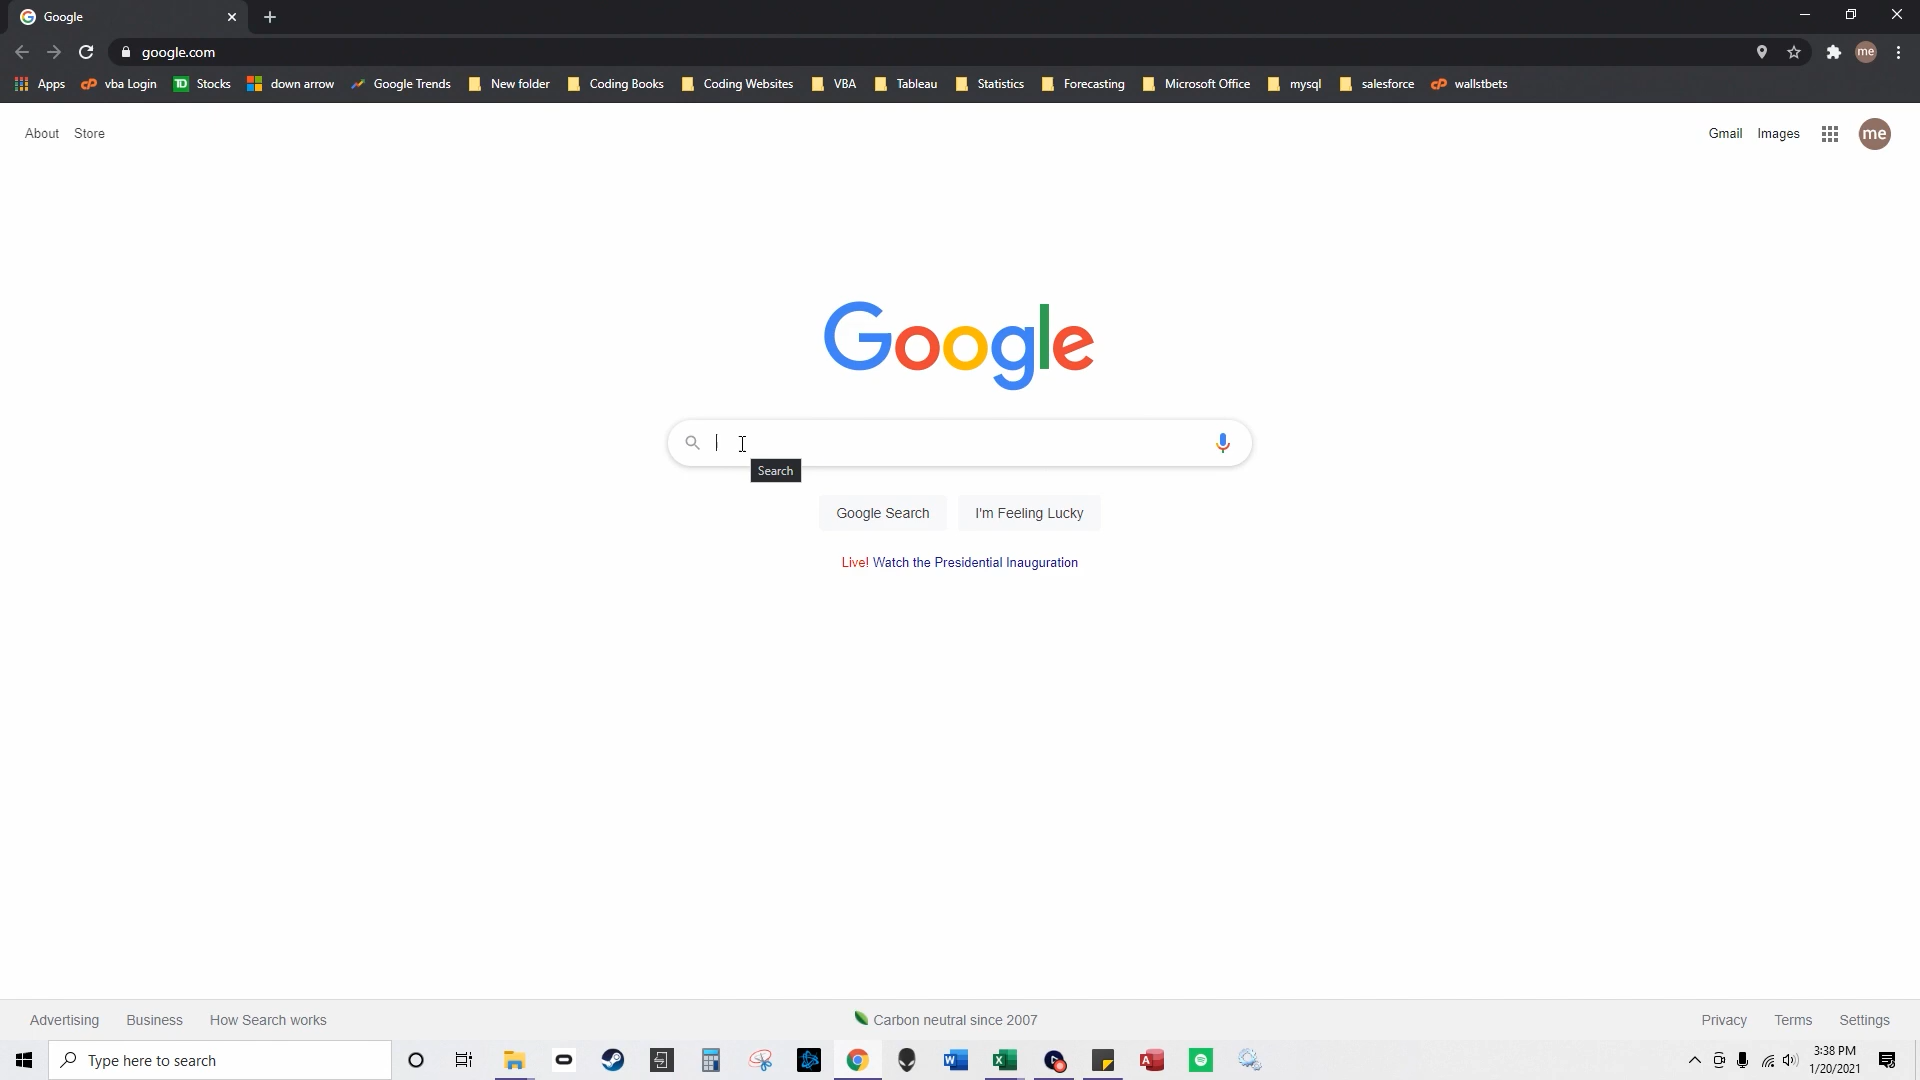 Google
google.com
me
Apps vba Login TD Stocks down arrow Google Trends New folder Coding Books Coding Websites VBA Tableau Statistics Forecasting Microsoft Office mysql salesforce wallstbets
About Store
Gmail Images me
Google
Search
Google Search I'm Feeling Lucky
Live! Watch the Presidential Inauguration
Advertising Business How Search works
Carbon neutral since 2007
Privacy Terms Settings
Type here to search
3:38 PM
1/20/2021